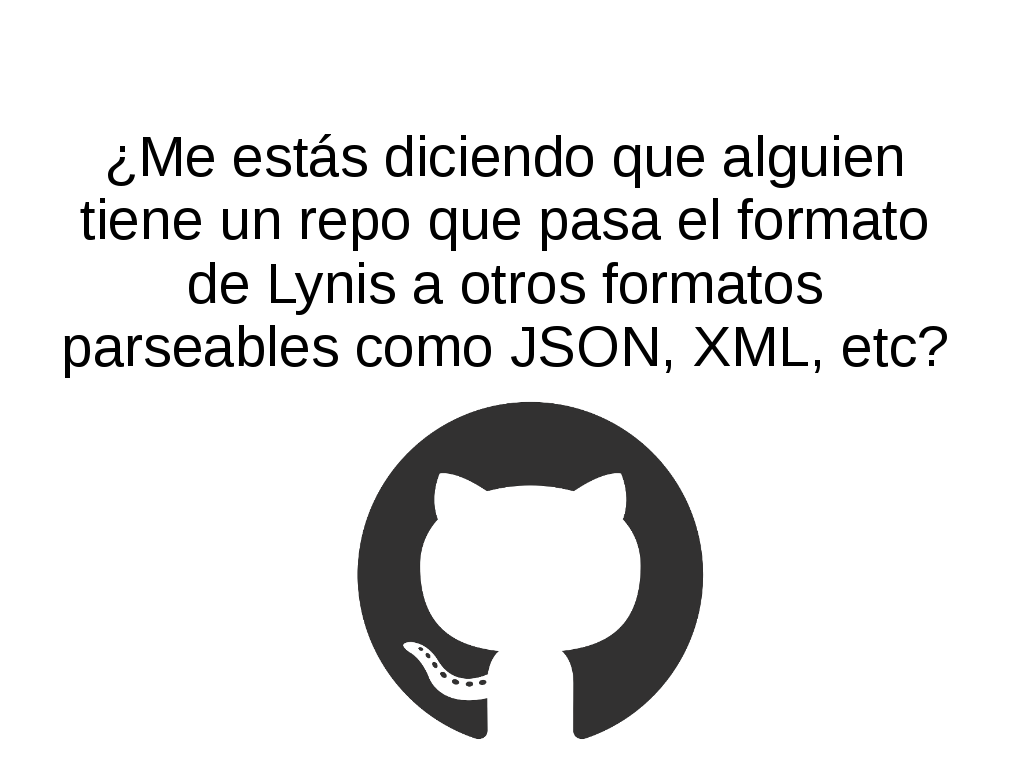 ¿Me estás diciendo que alguien
tiene un repo que pasa el formato
de Lynis a otros formatos
parseables como JSON, XML, etc?